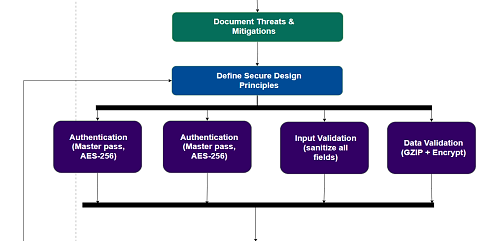 Document Threats &
Mitigations
Define Secure Design
Principles
Authentication
(Master pass,
AES-256)
Authentication
(Master pass,
AES-256)
Input Validation
(sanitize all
fields)
Data Validation
(GZIP + Encrypt)